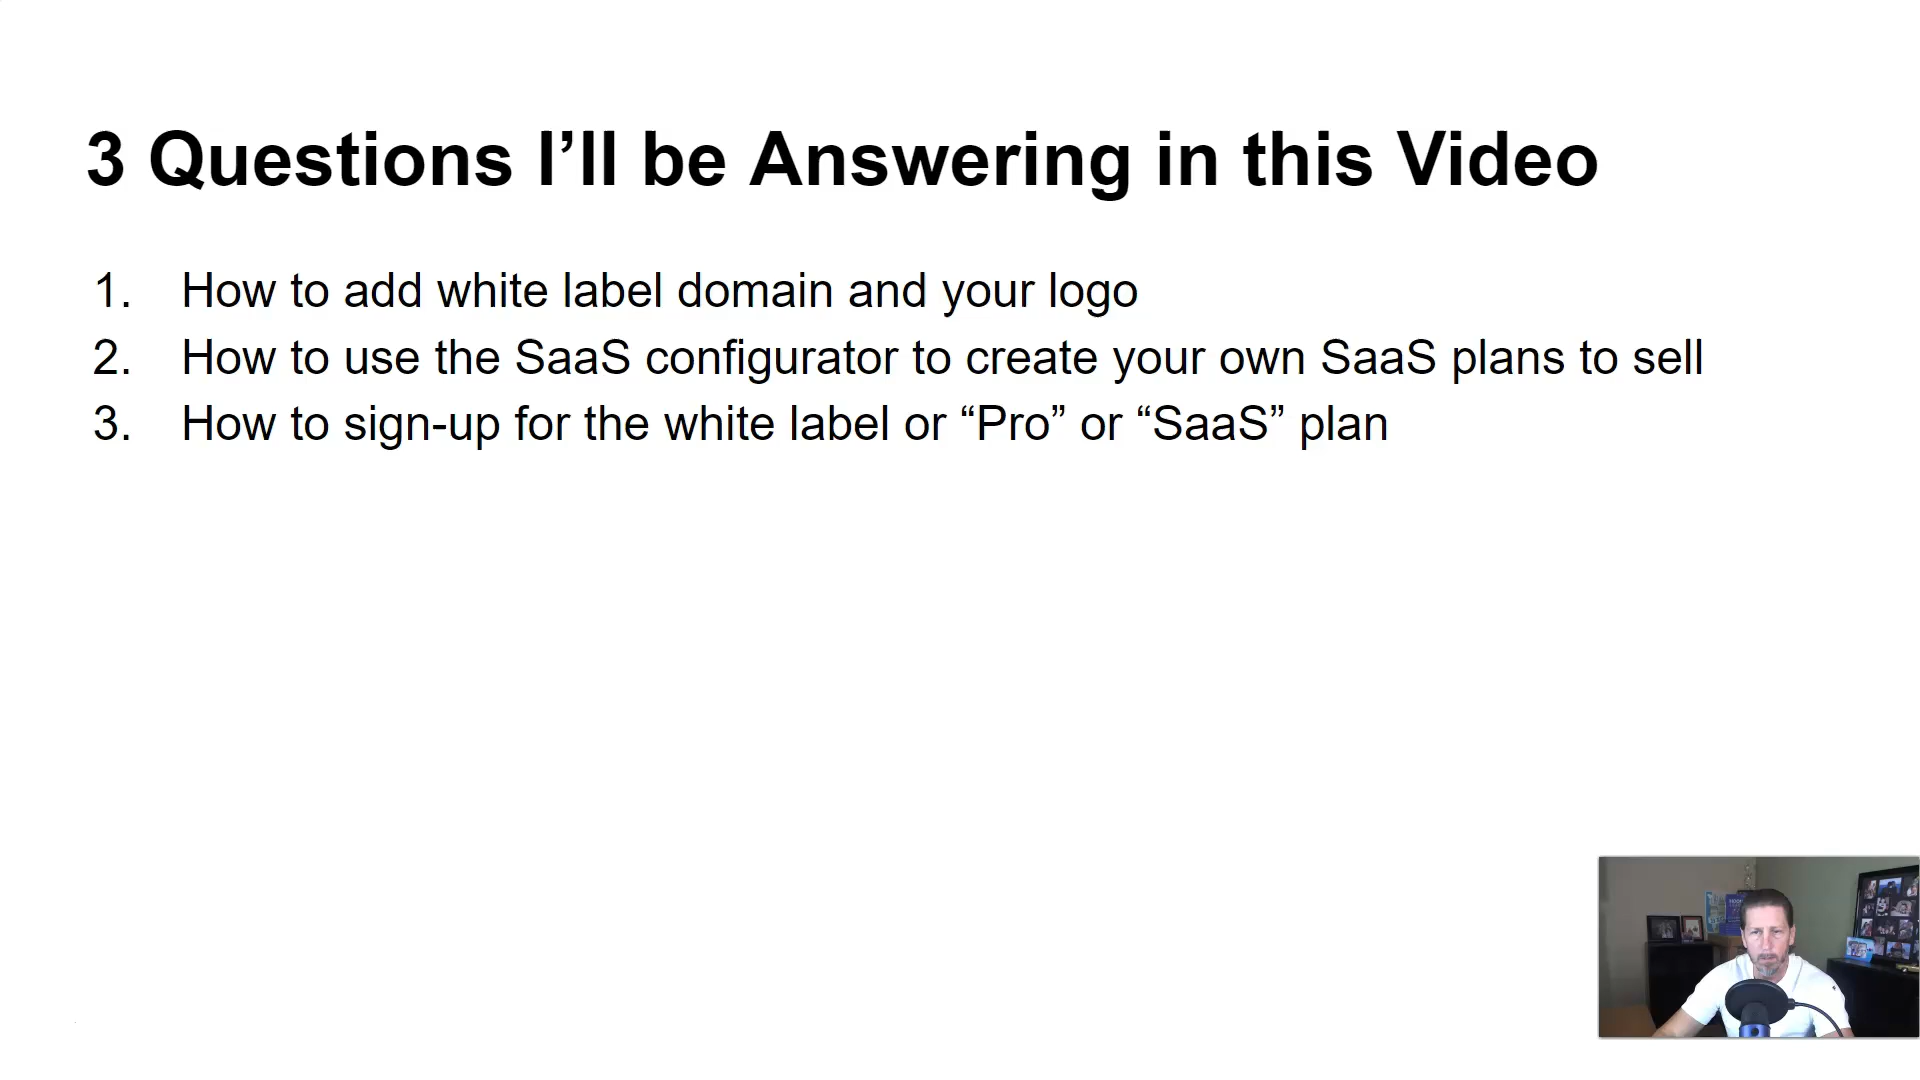 3 Questions I’ll be Answering in this Video
1. How to add white label domain and your logo
2. How to use the SaaS configurator to create your own SaaS plans to sell
3. How to sign-up for the white label or “Pro” or “SaaS” plan